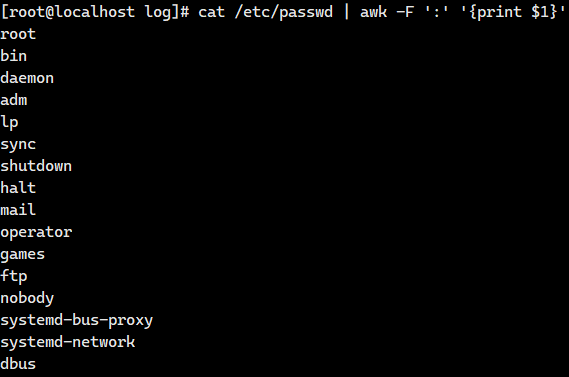 [root@localhost log]# cat /etc/passwd | awk -F ':' '{print $1}'
root
bin
daemon
adm
lp
sync
shutdown
halt
mail
operator
games
ftp
nobody
systemd-bus-proxy
systemd-network
dbus